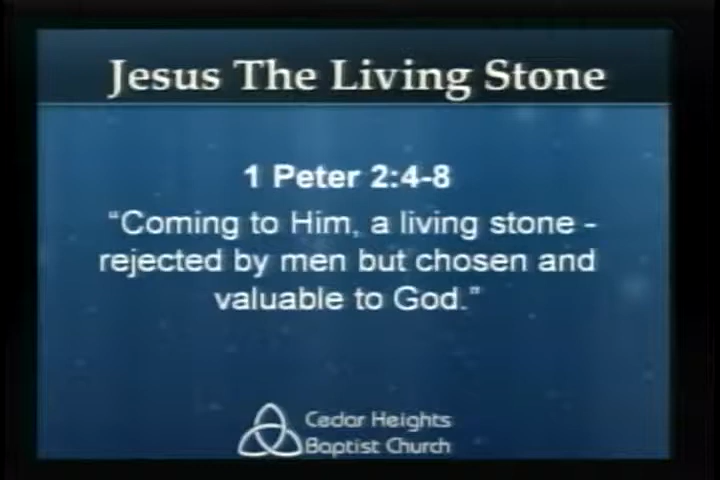 Jesus The Living Stone
1 Peter 2:4-8
“Coming to Him, a living stone -
rejected by men but chosen and
valuable to God.”
Cedar Heights
Baptist Church